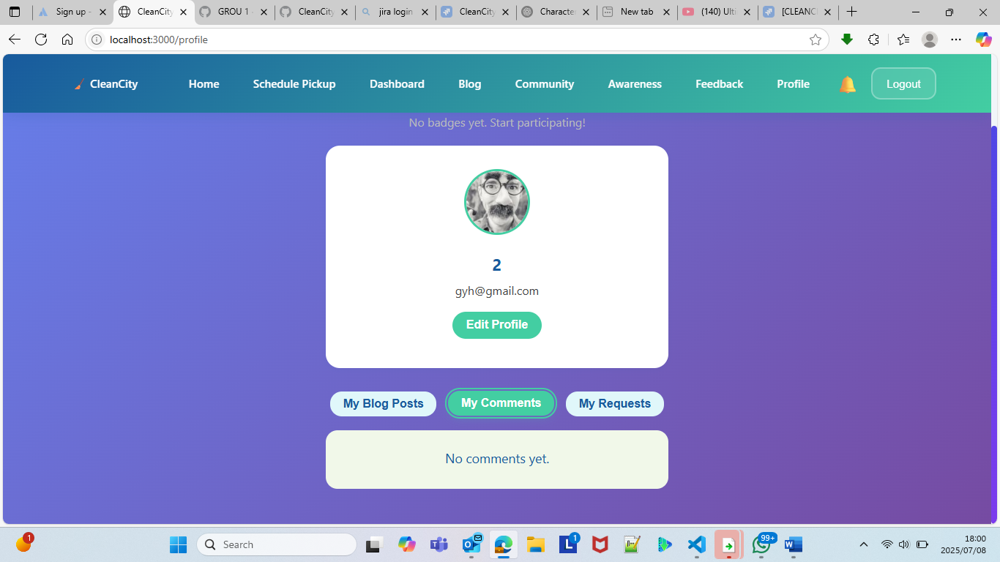 Sign up -
CleanCity
GROU 1
CleanCity
jira login
CleanCity
Character
New tab
(140) Ulti
[CLEANC
localhost:3000/profile
CleanCity
Home
Schedule Pickup
Dashboard
Blog
Community
Awareness
Feedback
Profile
Logout
No badges yet. Start participating!
2
gyh@gmail.com
Edit Profile
My Blog Posts
My Comments
My Requests
No comments yet.
1
Search
1
99+
18:00
2025/07/08